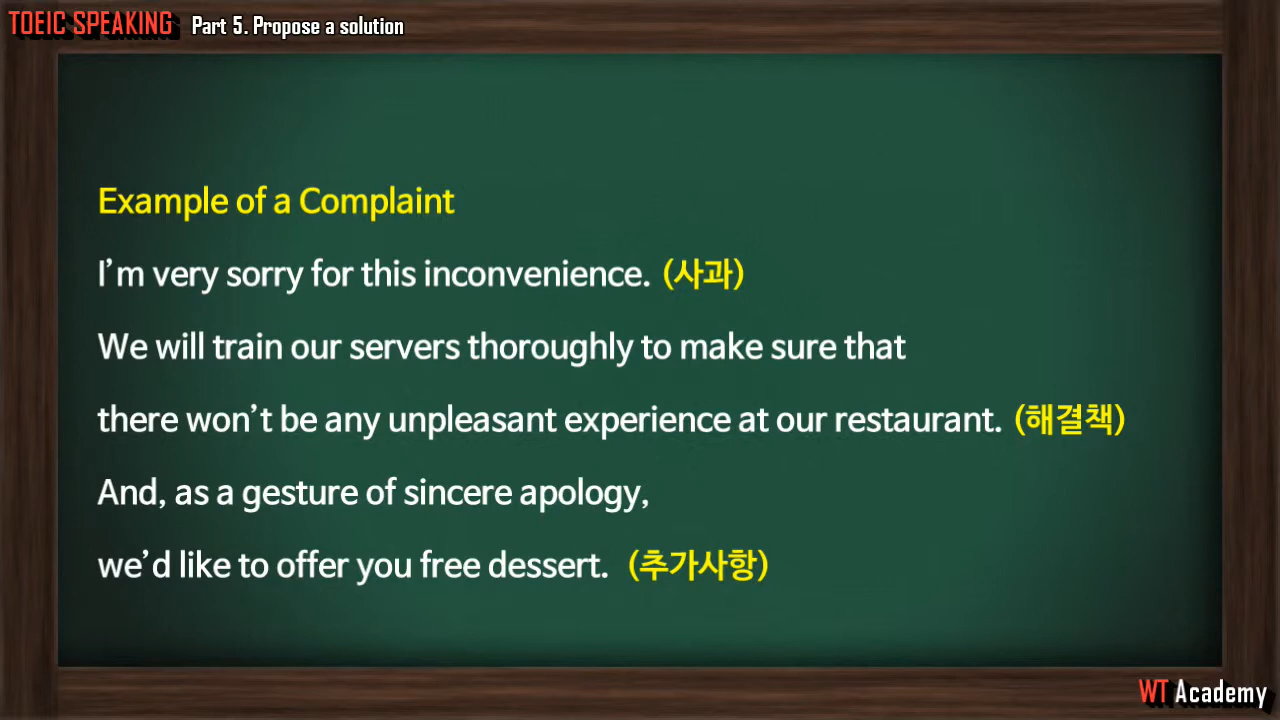 TOEIC SPEAKING Part 5. Propose a solution
Example of a Complaint
I’m very sorry for this inconvenience. (사과)
We will train our servers thoroughly to make sure that
there won’t be any unpleasant experience at our restaurant. (해결책)
And, as a gesture of sincere apology,
we’d like to offer you free dessert. (추가사항)
WT Academy